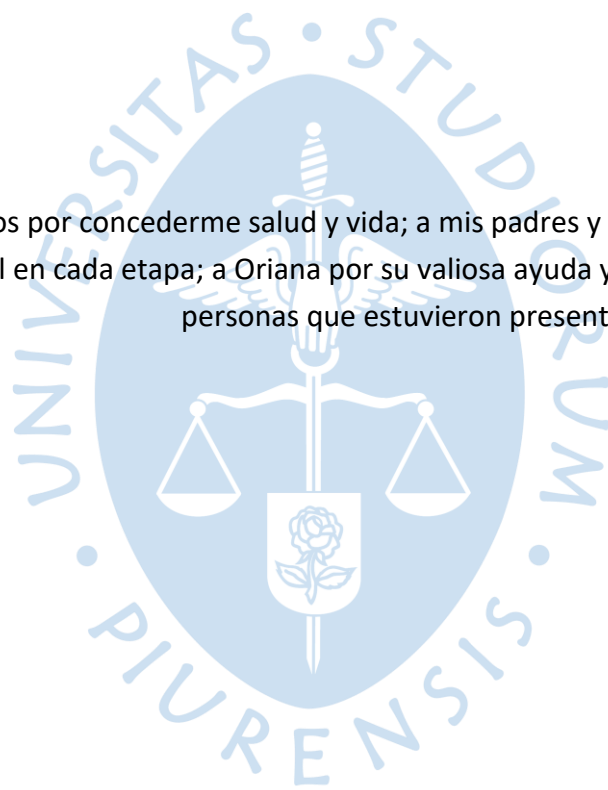 os por concederme salud y vida; a mis padres y
l en cada etapa; a Oriana por su valiosa ayuda y
personas que estuvieron present
UNIVERSITAS • STUDIORUM • PIURENSIS •